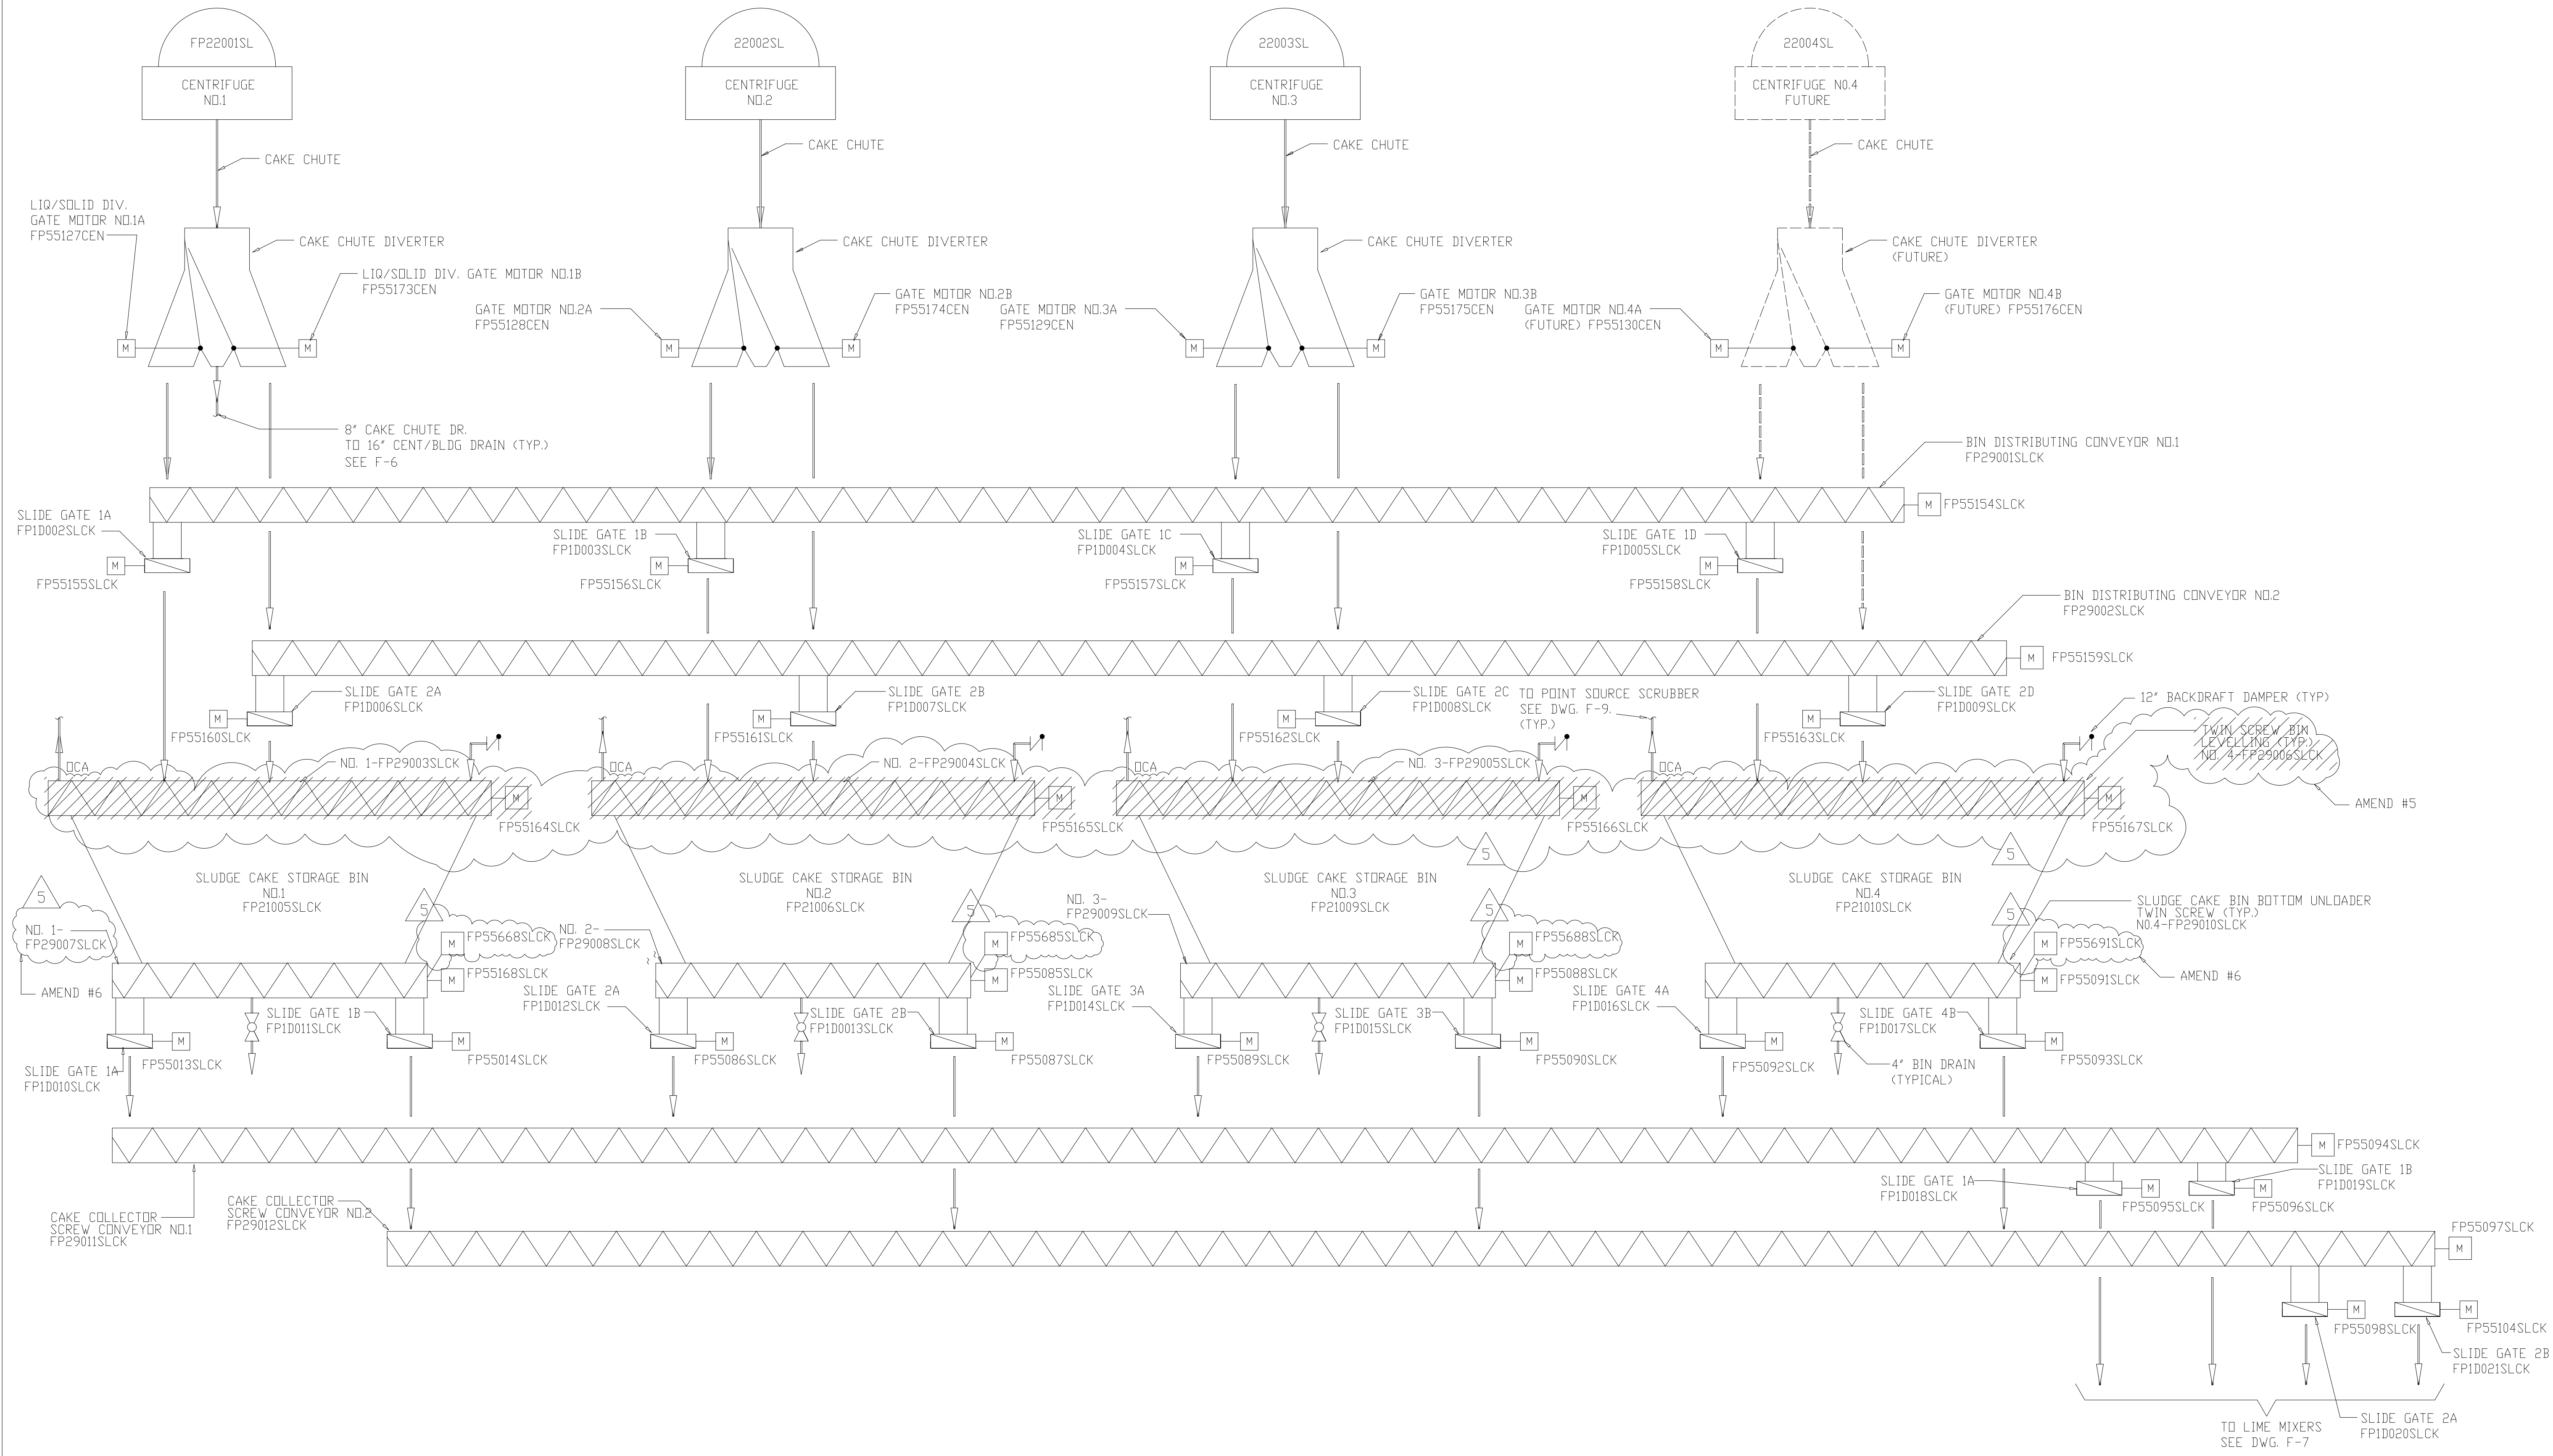 FP22001SL
CENTRIFUGE
NO.1
22002SL
CENTRIFUGE
NO.2
22003SL
CENTRIFUGE
NO.3
22004SL
CENTRIFUGE NO.4
FUTURE
CAKE CHUTE
CAKE CHUTE
CAKE CHUTE
CAKE CHUTE
LIQ/SOLID DIV.
GATE MOTOR NO.1A
FP55127CEN
CAKE CHUTE DIVERTER
LIQ/SOLID DIV. GATE MOTOR NO.1B
FP55173CEN
CAKE CHUTE DIVERTER
GATE MOTOR NO.2A
FP55128CEN
GATE MOTOR NO.2B
FP55174CEN
CAKE CHUTE DIVERTER
GATE MOTOR NO.3A
FP55129CEN
GATE MOTOR NO.3B
FP55175CEN
CAKE CHUTE DIVERTER
(FUTURE)
GATE MOTOR NO.4A
(FUTURE) FP55130CEN
GATE MOTOR NO.4B
(FUTURE) FP55176CEN
M
M
M
M
M
M
M
M
8" CAKE CHUTE DR.
TO 16" CENT/BLDG DRAIN (TYP.)
SEE F-6
BIN DISTRIBUTING CONVEYOR NO.1
FP29001SLCK
M
FP55154SLCK
SLIDE GATE 1A
FP1D002SLCK
M
FP55155SLCK
SLIDE GATE 1B
FP1D003SLCK
M
FP55156SLCK
SLIDE GATE 1C
FP1D004SLCK
M
FP55157SLCK
SLIDE GATE 1D
FP1D005SLCK
M
FP55158SLCK
BIN DISTRIBUTING CONVEYOR NO.2
FP29002SLCK
M
FP55159SLCK
SLIDE GATE 2A
FP1D006SLCK
M
FP55160SLCK
SLIDE GATE 2B
FP1D007SLCK
M
FP55161SLCK
SLIDE GATE 2C
FP1D008SLCK
M
FP55162SLCK
TO POINT SOURCE SCRUBBER
SEE DWG. F-9.
(TYP.)
SLIDE GATE 2D
FP1D009SLCK
M
FP55163SLCK
12" BACKDRAFT DAMPER (TYP)
TWIN SCREW BIN
LEVELLING (TYP.)
NO. 4-FP29006SLCK
AMEND #5
OCA
NO. 1-FP29003SLCK
M
FP55164SLCK
OCA
NO. 2-FP29004SLCK
M
FP55165SLCK
OCA
NO. 3-FP29005SLCK
M
FP55166SLCK
OCA
M
FP55167SLCK
5
5
SLUDGE CAKE STORAGE BIN
NO.1
FP21005SLCK
SLUDGE CAKE STORAGE BIN
NO.2
FP21006SLCK
SLUDGE CAKE STORAGE BIN
NO.3
FP21009SLCK
SLUDGE CAKE STORAGE BIN
NO.4
FP21010SLCK
5
NO. 1-
FP29007SLCK
AMEND #6
5
M
FP55668SLCK
M
FP55168SLCK
NO. 2-
FP29008SLCK
5
M
FP55685SLCK
M
FP55085SLCK
NO. 3-
FP29009SLCK
5
M
FP55688SLCK
M
FP55088SLCK
5
SLUDGE CAKE BIN BOTTOM UNLOADER
TWIN SCREW (TYP.)
NO.4-FP29010SLCK
M
FP55691SLCK
M
FP55091SLCK
AMEND #6
SLIDE GATE 1A
FP1D010SLCK
M
FP55013SLCK
SLIDE GATE 1B
FP1D011SLCK
M
FP55014SLCK
SLIDE GATE 2A
FP1D012SLCK
M
FP55086SLCK
SLIDE GATE 2B
FP1D0013SLCK
M
FP55087SLCK
SLIDE GATE 3A
FP1D014SLCK
M
FP55089SLCK
SLIDE GATE 3B
FP1D015SLCK
M
FP55090SLCK
SLIDE GATE 4A
FP1D016SLCK
M
FP55092SLCK
SLIDE GATE 4B
FP1D017SLCK
M
FP55093SLCK
4" BIN DRAIN
(TYPICAL)
M
FP55094SLCK
CAKE COLLECTOR
SCREW CONVEYOR NO.1
FP29011SLCK
CAKE COLLECTOR
SCREW CONVEYOR NO.2
FP29012SLCK
SLIDE GATE 1A
FP1D018SLCK
M
FP55095SLCK
SLIDE GATE 1B
FP1D019SLCK
M
FP55096SLCK
FP55097SLCK
M
M
FP55098SLCK
M
FP55104SLCK
SLIDE GATE 2B
FP1D021SLCK
SLIDE GATE 2A
FP1D020SLCK
TO LIME MIXERS
SEE DWG. F-7